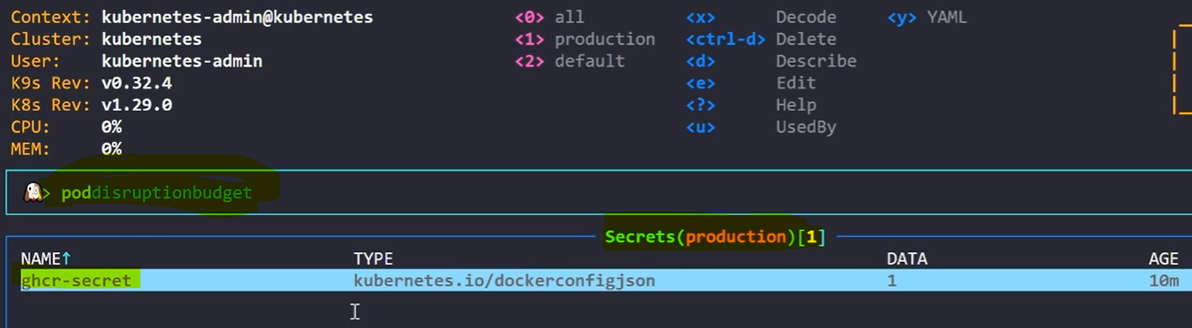 Context: kubernetes-admin@kubernetes <0> all <x> Decode <y> YAML
Cluster: kubernetes <1> production <ctrl-d> Delete
User: kubernetes-admin <2> default <d> Describe
K9s Rev: v0.32.4 <e> Edit
K8s Rev: v1.29.0 <?> Help
CPU: 0% <u> UsedBy
MEM: 0%
> poddisruptionbudget
Secrets(production)[1]
NAME↑ TYPE DATA AGE
ghcr-secret kubernetes.io/dockerconfigjson 1 10m